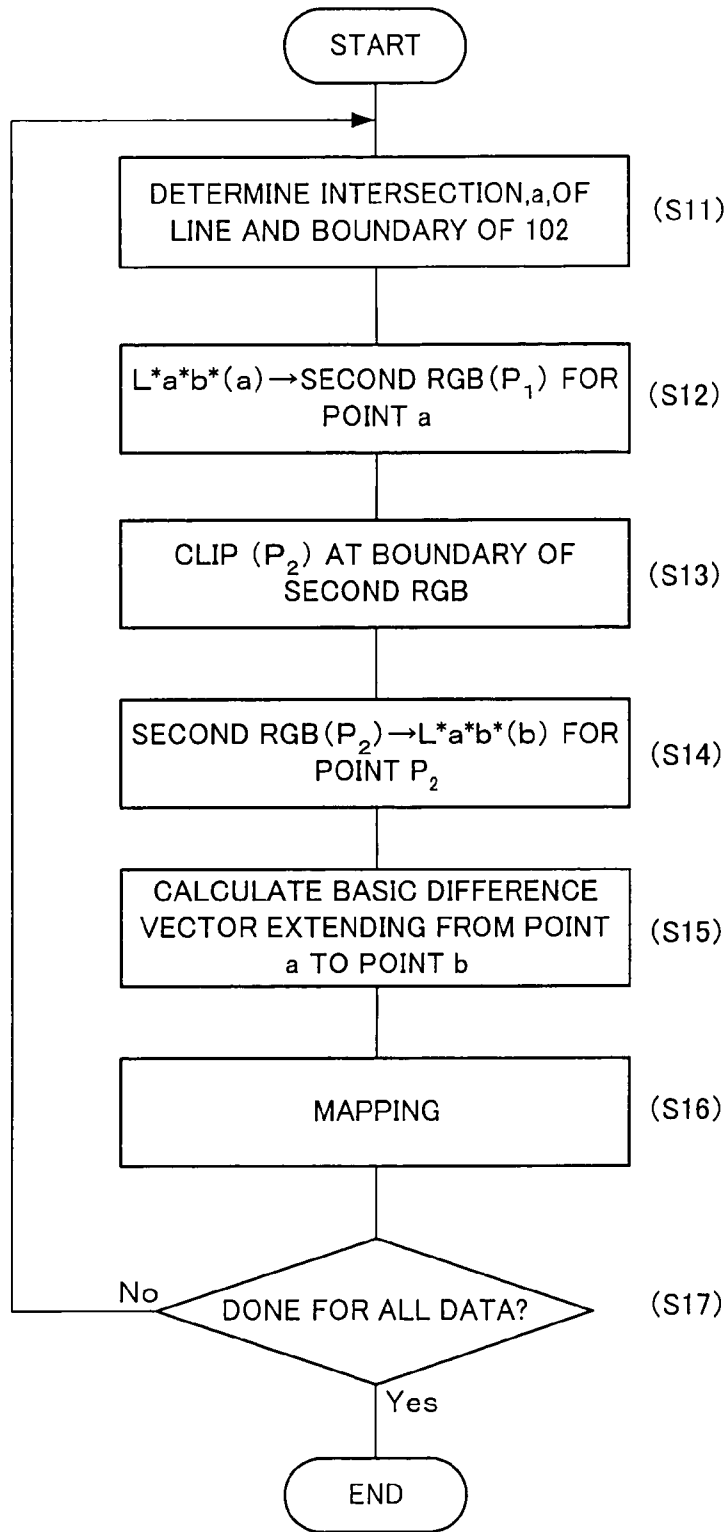 START
DETERMINE INTERSECTION,a,OF
LINE AND BOUNDARY OF 102
(S11)
L*a*b*(a)→SECOND RGB(P₁) FOR
POINT a
(S12)
CLIP (P₂) AT BOUNDARY OF
SECOND RGB
(S13)
SECOND RGB(P₂)→L*a*b*(b) FOR
POINT P₂
(S14)
CALCULATE BASIC DIFFERENCE
VECTOR EXTENDING FROM POINT
a TO POINT b
(S15)
MAPPING
(S16)
No
DONE FOR ALL DATA?
(S17)
Yes
END